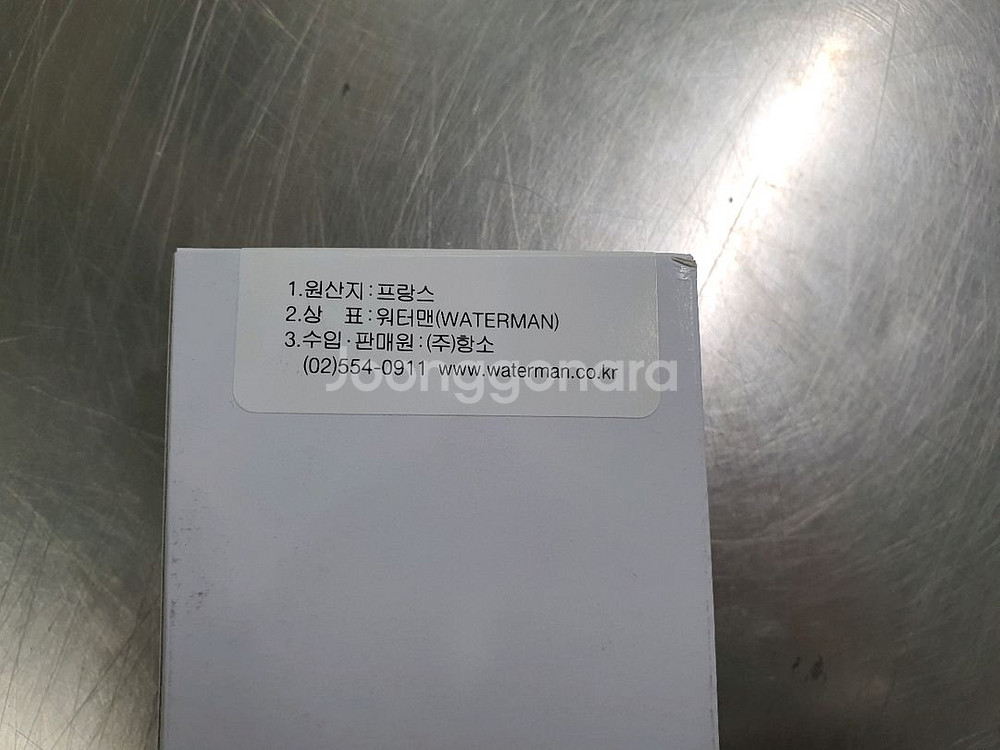 1.원산지:프랑스
2.상 표:워터맨(WATERMAN)
3.수입·판매원:(주)항소
(02)554-0911 www.waterman.co.kr
Joonggonara